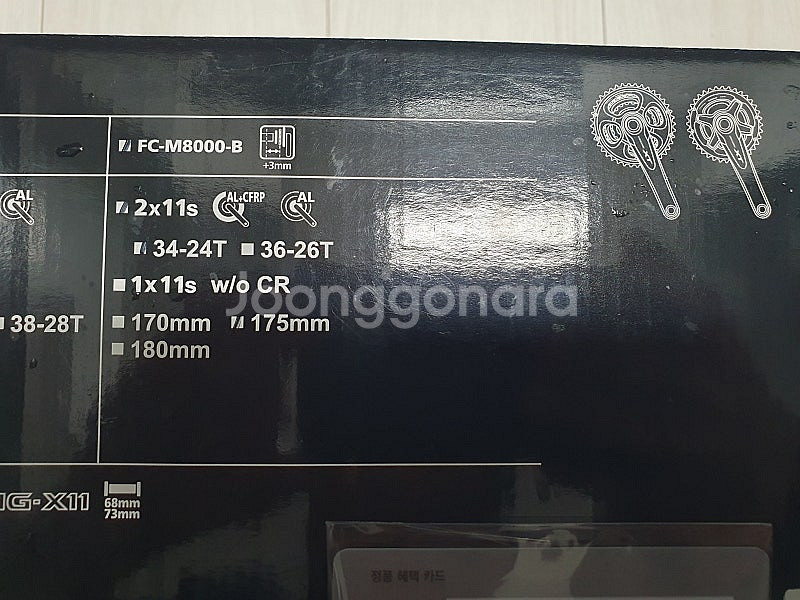 FC-M8000-B
+3mm
AL
2x11s AL+CFRP AL
34-24T 36-26T
1x11s w/o CR
38-28T
170mm 175mm
180mm
Joonggonara
HG-X11
68mm
73mm
정품 혜택 카드